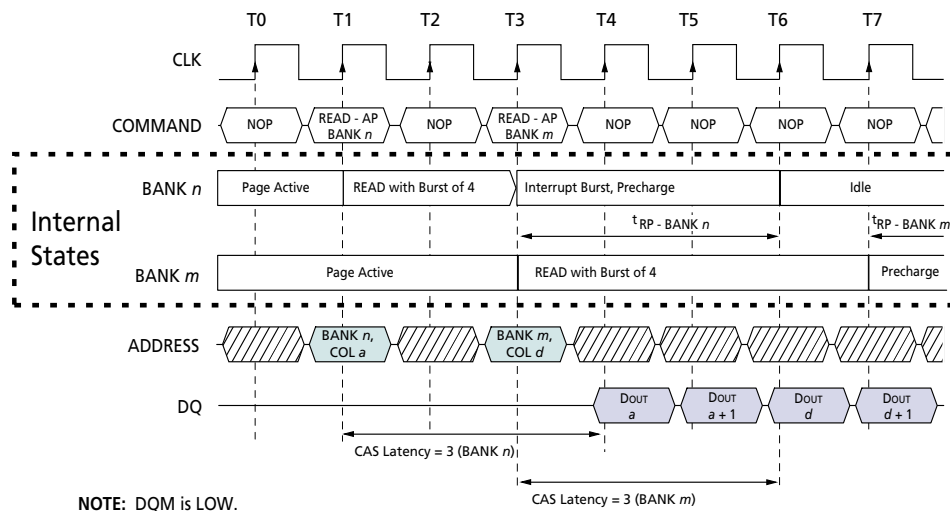 T0 T1 T2 T3 T4 T5 T6 T7
CLK
COMMAND NOP READ - AP BANK n NOP READ - AP BANK m NOP NOP NOP NOP
Internal States
BANK n Page Active READ with Burst of 4 Interrupt Burst, Precharge Idle
tRP - BANK n tRP - BANK m
BANK m Page Active READ with Burst of 4 Precharge
ADDRESS BANK n, COL a BANK m, COL d
DQ DOUT a DOUT a + 1 DOUT d DOUT d + 1
CAS Latency = 3 (BANK n)
CAS Latency = 3 (BANK m)
NOTE: DQM is LOW.